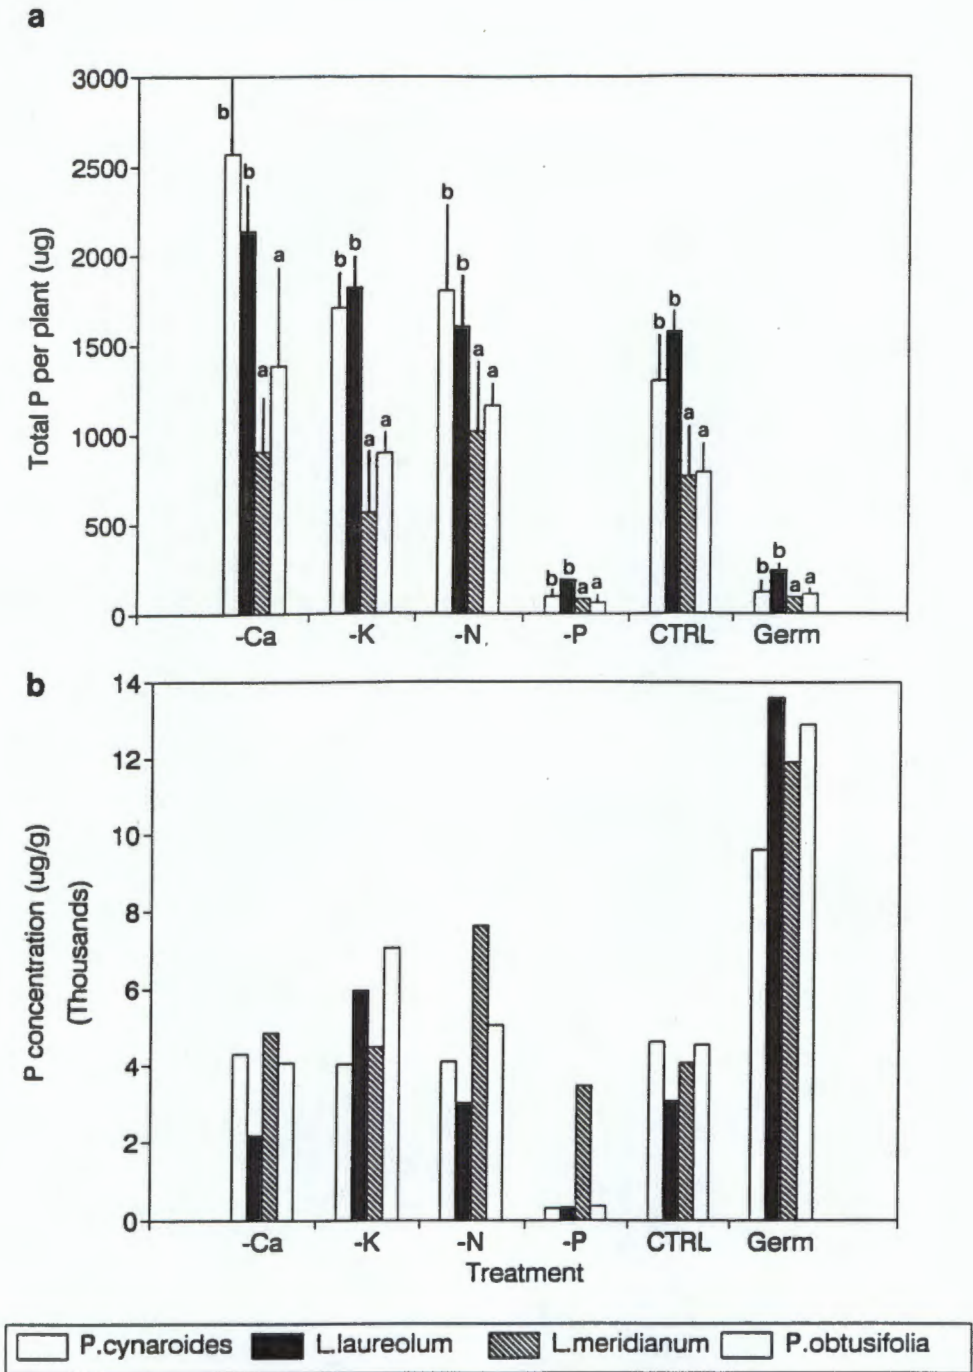 a
Total P per plant (ug)
3000
2500
2000
1500
1000
500
0
b b a a
b b a a
b b a a
b b a a
b b a a
b b a a
-Ca -K -N -P CTRL Germ
b
P concentration (ug/g)
(Thousands)
14
12
10
8
6
4
2
0
-Ca -K -N -P CTRL Germ
Treatment
P.cynaroides L.laureolum L.meridianum P.obtusifolia